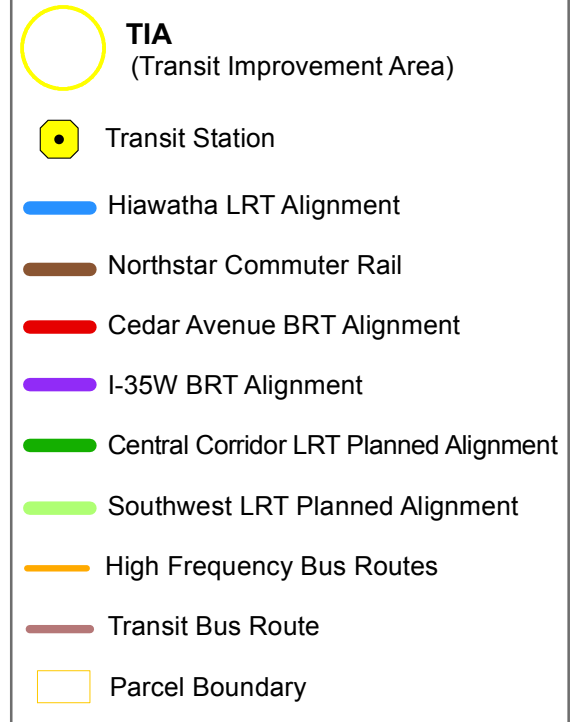 TIA
(Transit Improvement Area)
Transit Station
Hiawatha LRT Alignment
Northstar Commuter Rail
Cedar Avenue BRT Alignment
I-35W BRT Alignment
Central Corridor LRT Planned Alignment
Southwest LRT Planned Alignment
High Frequency Bus Routes
Transit Bus Route
Parcel Boundary